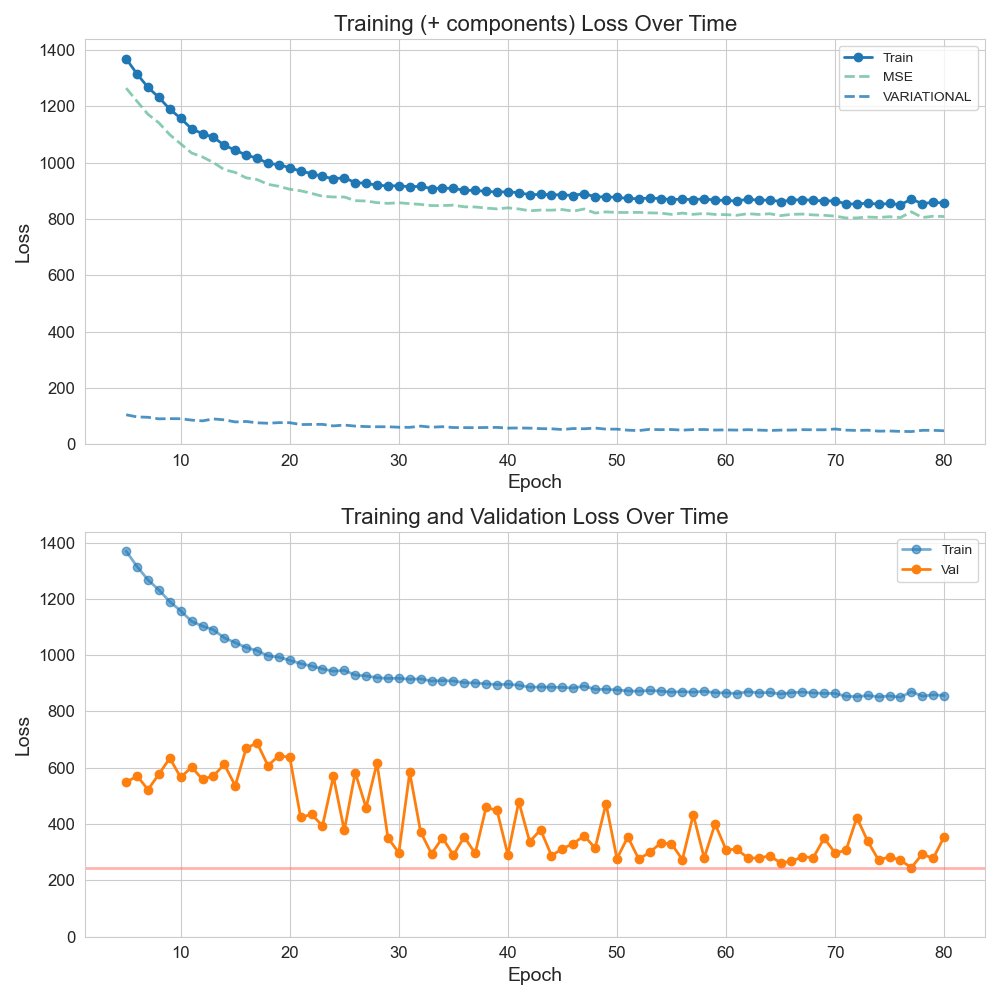 Training (+ components) Loss Over Time
1400
1200
1000
800
600
400
200
0
Loss
Train
MSE
VARIATIONAL
10 20 30 40 50 60 70 80
Epoch
Training and Validation Loss Over Time
1400
1200
1000
800
600
400
200
0
Loss
Train
Val
10 20 30 40 50 60 70 80
Epoch